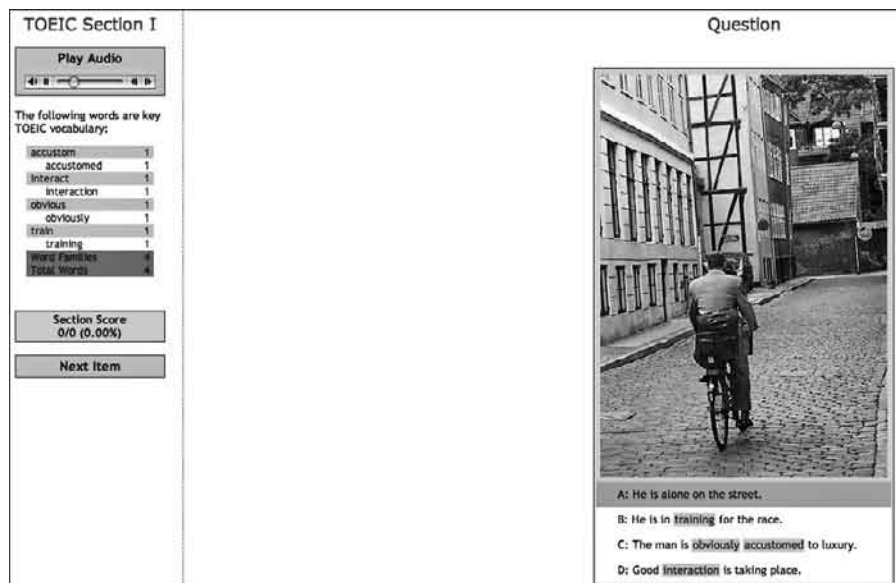 TOEIC Section I
Play Audio
The following words are key
TOEIC vocabulary:
accustom 1
accustomed 1
interact 1
interaction 1
obvious 1
obviously 1
train 1
training 1
Word Families 4
Total Words 4
Section Score
0/0 (0.00%)
Next Item
Question
A: He is alone on the street.
B: He is in training for the race.
C: The man is obviously accustomed to luxury.
D: Good interaction is taking place.